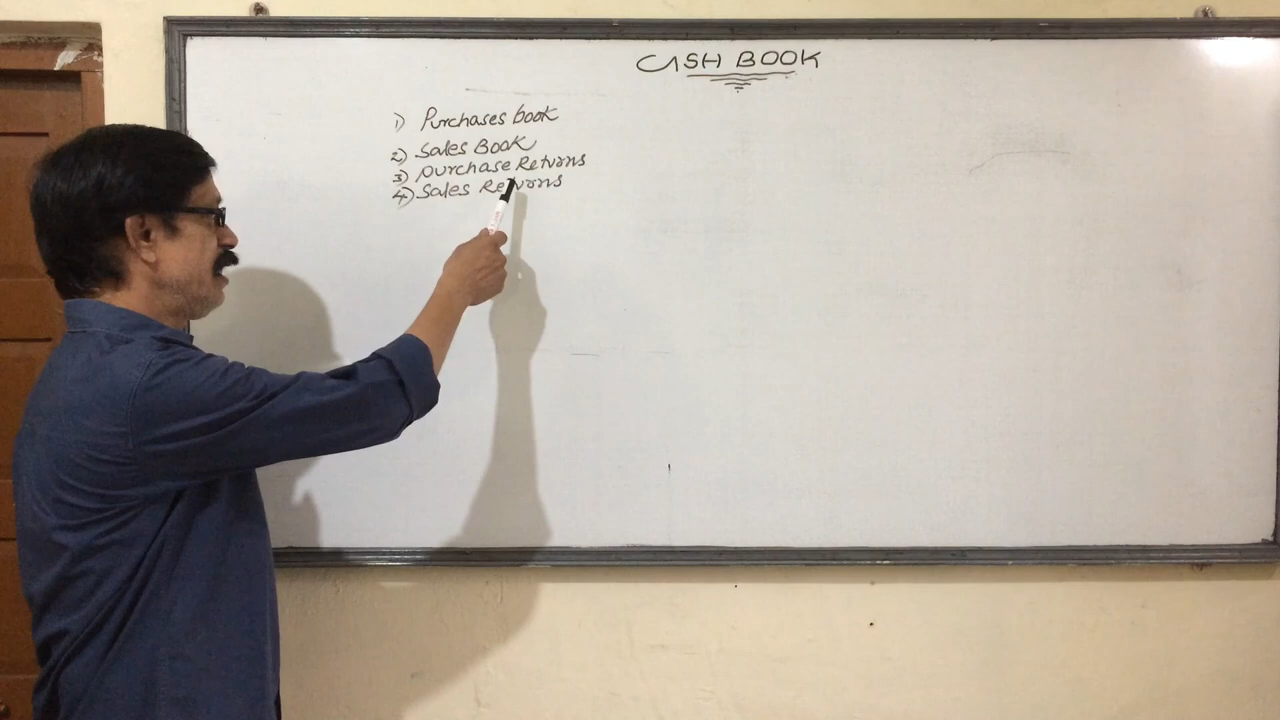 CASH BOOK
1) Purchases book
2) Sales Book
3) purchase Returns
4) Sales Returns